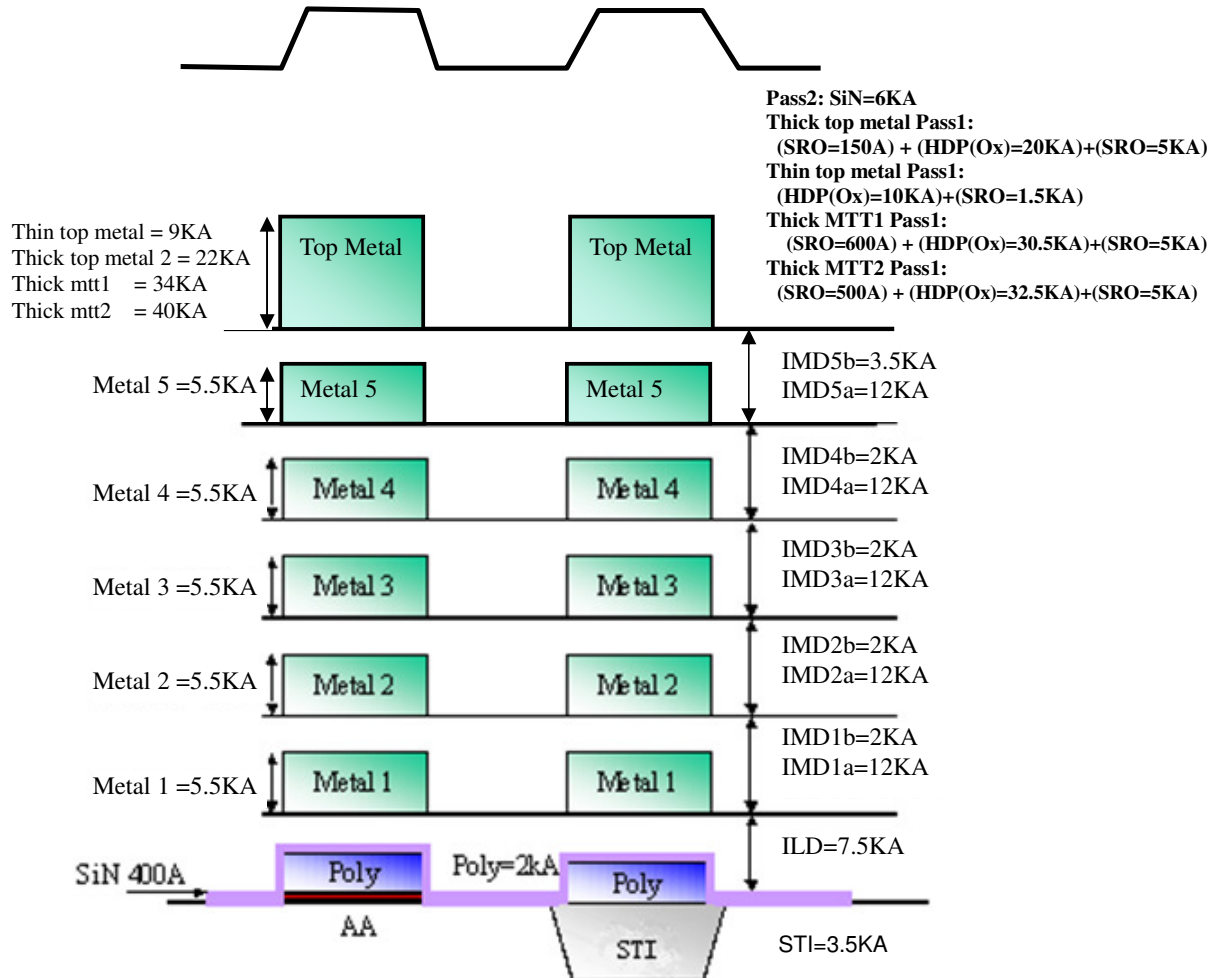 Pass2: SiN=6KA
Thick top metal Pass1:
(SRO=150A) + (HDP(Ox)=20KA)+(SRO=5KA)
Thin top metal Pass1:
(HDP(Ox)=10KA)+(SRO=1.5KA)
Thick MTT1 Pass1:
(SRO=600A) + (HDP(Ox)=30.5KA)+(SRO=5KA)
Thick MTT2 Pass1:
(SRO=500A) + (HDP(Ox)=32.5KA)+(SRO=5KA)
Thin top metal = 9KA
Thick top metal 2 = 22KA
Thick mtt1 = 34KA
Thick mtt2 = 40KA
Top Metal
Top Metal
IMD5b=3.5KA
IMD5a=12KA
Metal 5 =5.5KA
Metal 5
Metal 5
IMD4b=2KA
IMD4a=12KA
Metal 4 =5.5KA
Metal 4
Metal 4
IMD3b=2KA
IMD3a=12KA
Metal 3 =5.5KA
Metal 3
Metal 3
IMD2b=2KA
IMD2a=12KA
Metal 2 =5.5KA
Metal 2
Metal 2
IMD1b=2KA
IMD1a=12KA
Metal 1 =5.5KA
Metal 1
Metal 1
ILD=7.5KA
SiN 400A
Poly
Poly=2kA
Poly
AA
STI
STI=3.5KA